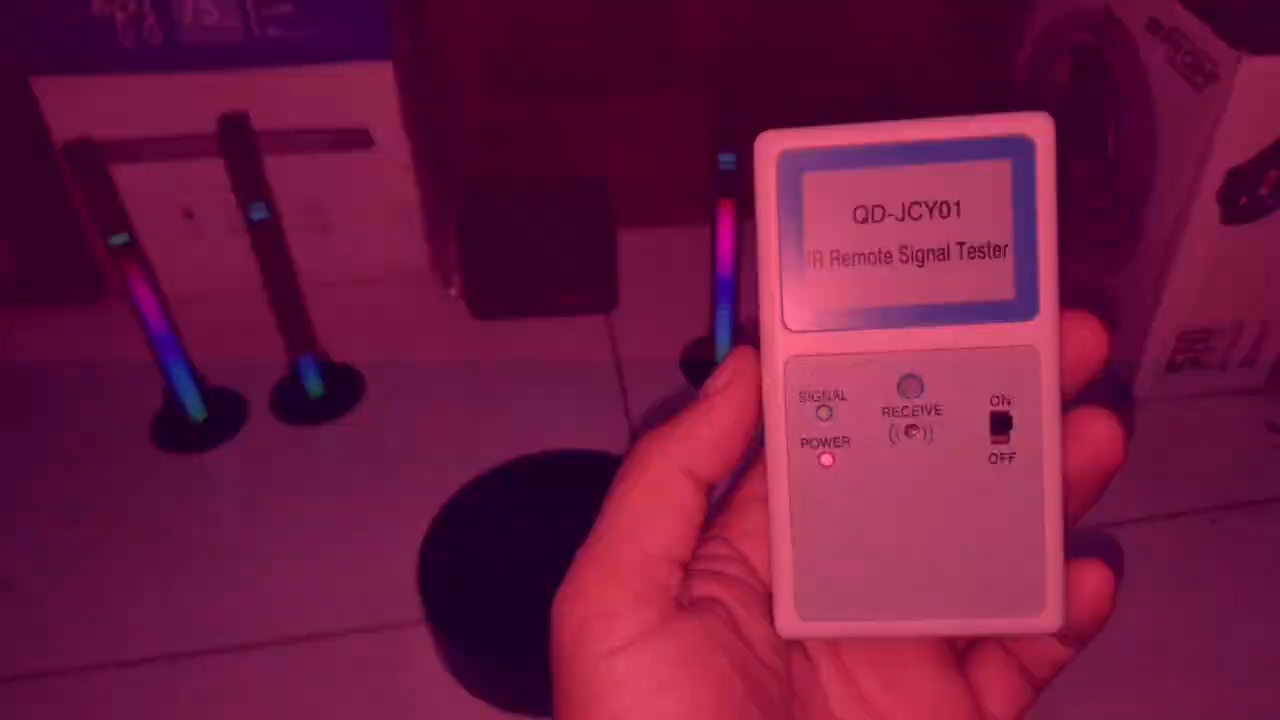 QD-JCY01
IR Remote Signal Tester
SIGNAL
RECEIVE
ON
POWER
OFF